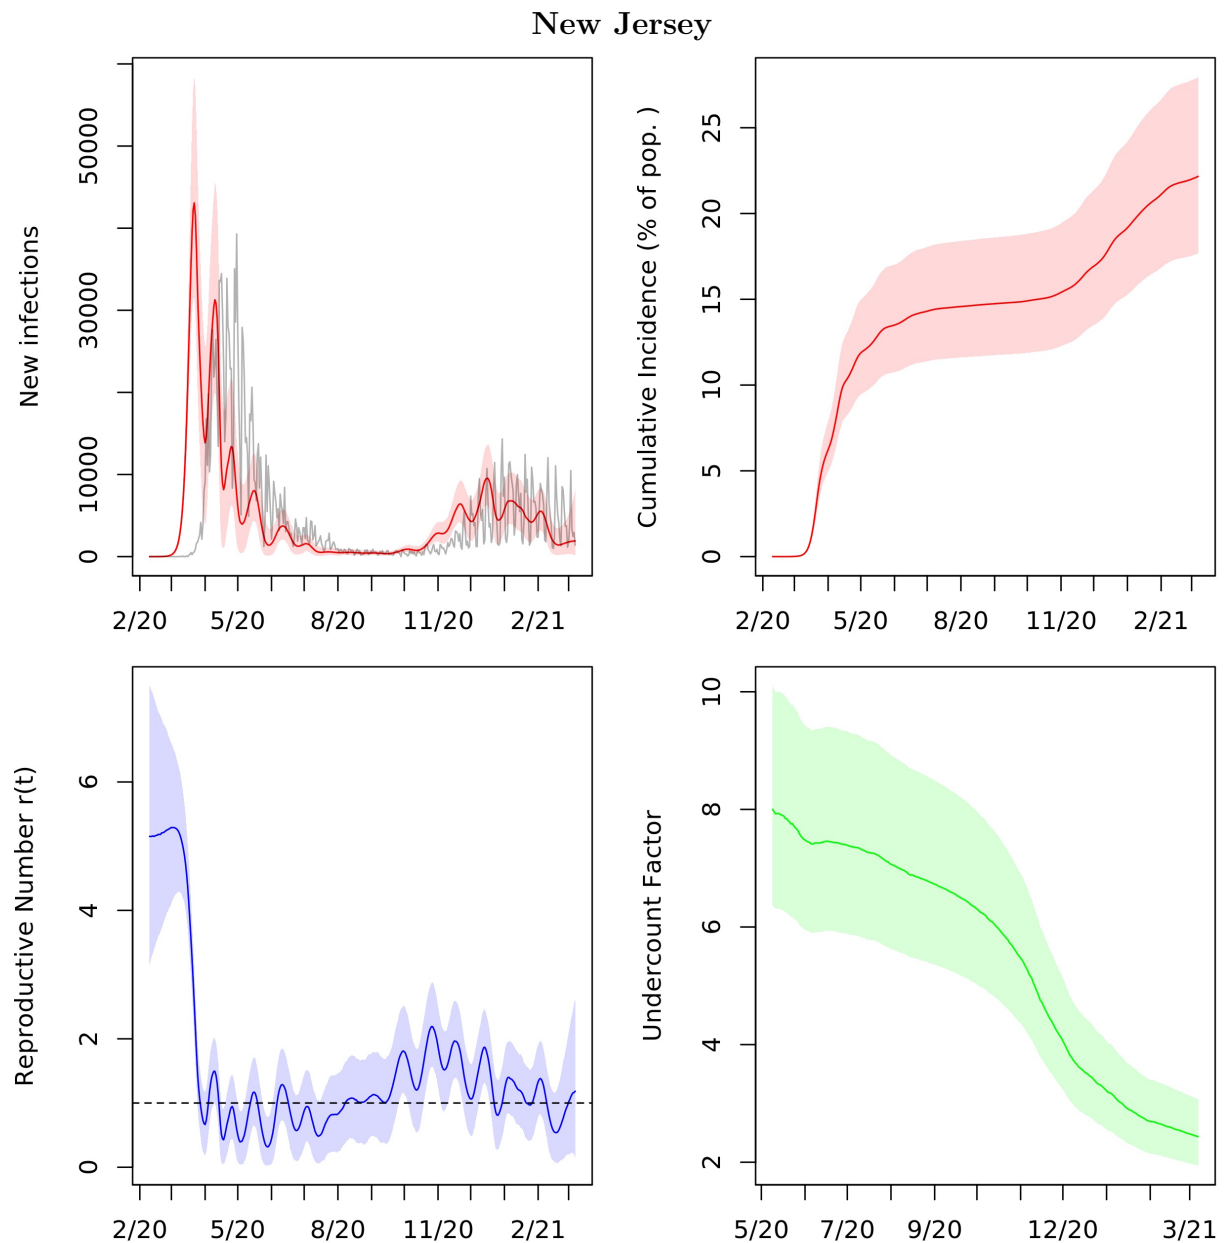 New Jersey
New infections
0
10000
30000
50000
2/20 5/20 8/20 11/20 2/21
Cumulative Incidence (% of pop. )
0
5
10
15
20
25
2/20 5/20 8/20 11/20 2/21
Reproductive Number r(t)
0
2
4
6
2/20 5/20 8/20 11/20 2/21
Undercount Factor
2
4
6
8
10
5/20 7/20 9/20 12/20 3/21